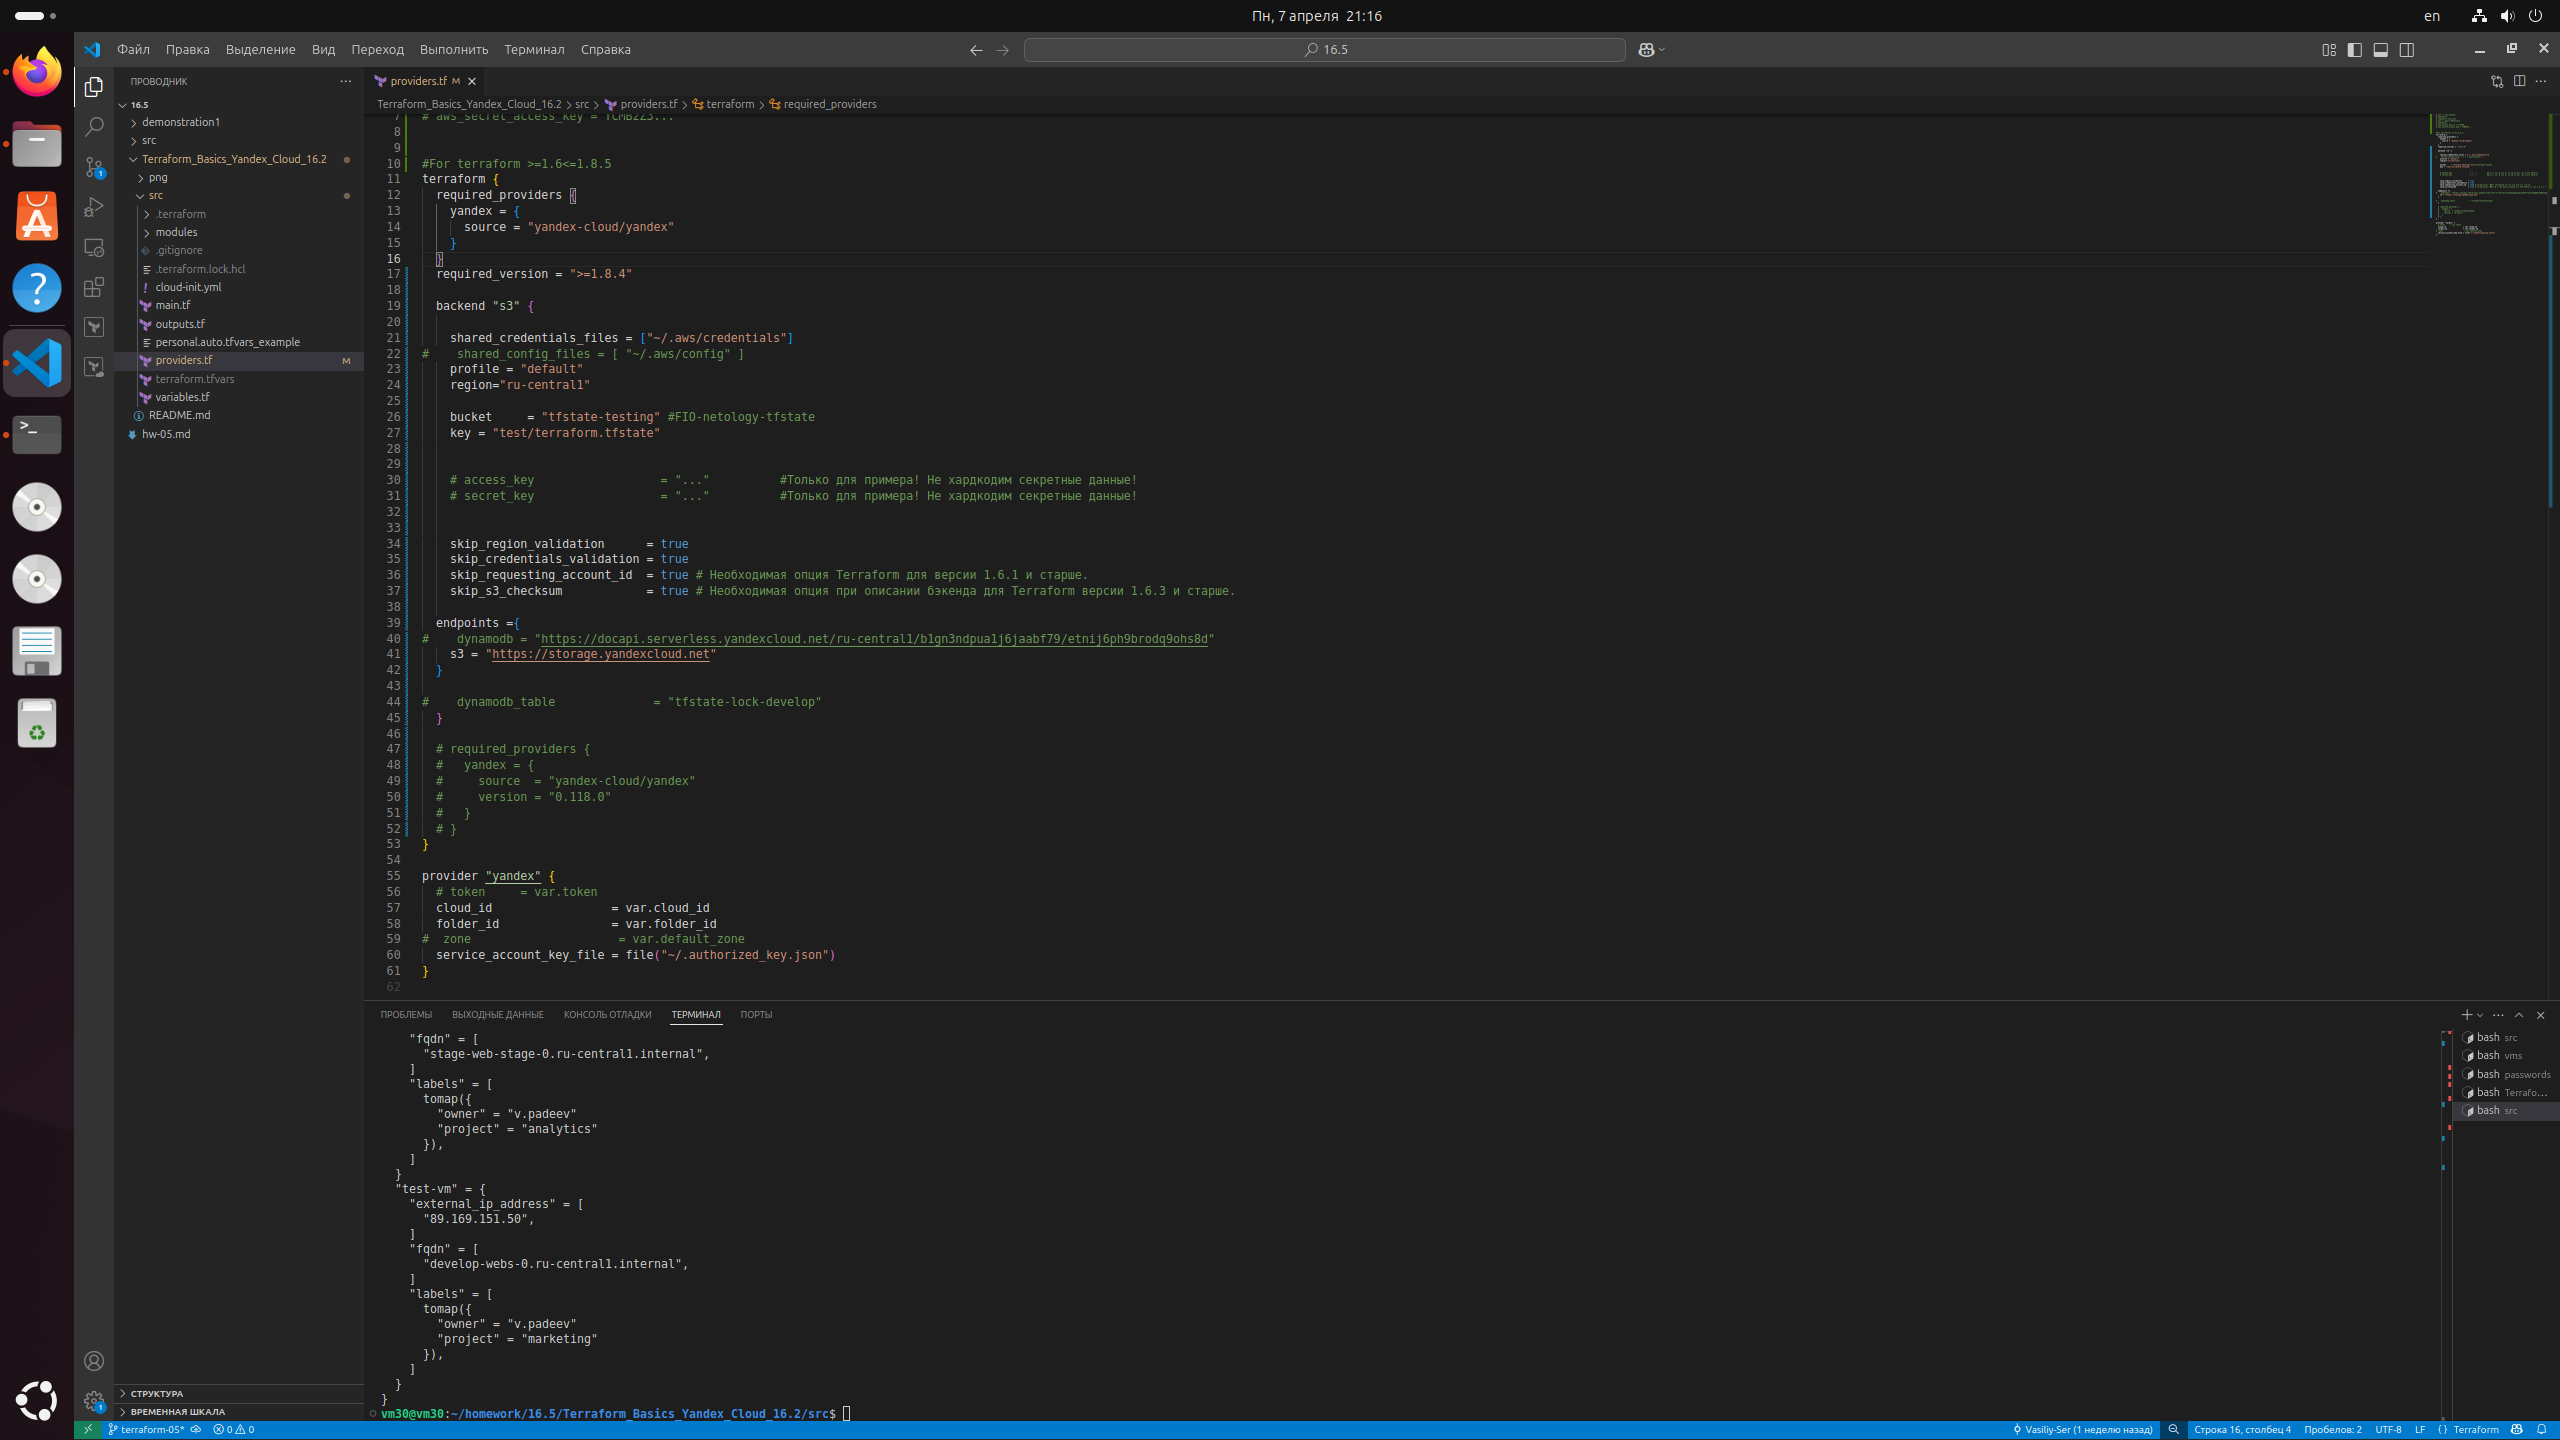 Пн, 7 апреля 21:16
en
Файл Правка Выделение Вид Переход Выполнить Терминал Справка
16.5
ПРОВОДНИК
16.5
demonstration1
src
Terraform_Basics_Yandex_Cloud_16.2
png
src
.terraform
modules
.gitignore
.terraform.lock.hcl
cloud-init.yml
main.tf
outputs.tf
personal.auto.tfvars_example
providers.tf M
terraform.tfvars
variables.tf
README.md
hw-05.md
СТРУКТУРА
ВРЕМЕННАЯ ШКАЛА
providers.tf M
Terraform_Basics_Yandex_Cloud_16.2 > src > providers.tf > terraform > required_providers
7 # aws_secret_access_key = YCMB2Z3...
8
9
10 #For terraform >=1.6<=1.8.5
11 terraform {
12 required_providers {
13 yandex = {
14 source = "yandex-cloud/yandex"
15 }
16 }
17 required_version = ">=1.8.4"
18
19 backend "s3" {
20
21 shared_credentials_files = ["~/.aws/credentials"]
22 # shared_config_files = [ "~/.aws/config" ]
23 profile = "default"
24 region="ru-central1"
25
26 bucket = "tfstate-testing" #FIO-netology-tfstate
27 key = "test/terraform.tfstate"
28
29
30 # access_key = "..." #Только для примера! Не хардкодим секретные данные!
31 # secret_key = "..." #Только для примера! Не хардкодим секретные данные!
32
33
34 skip_region_validation = true
35 skip_credentials_validation = true
36 skip_requesting_account_id = true # Необходимая опция Terraform для версии 1.6.1 и старше.
37 skip_s3_checksum = true # Необходимая опция при описании бэкенда для Terraform версии 1.6.3 и старше.
38
39 endpoints ={
40 # dynamodb = "https://docapi.serverless.yandexcloud.net/ru-central1/b1gn3ndpua1j6jaabf79/etnij6ph9brodq9ohs8d"
41 s3 = "https://storage.yandexcloud.net"
42 }
43
44 # dynamodb_table = "tfstate-lock-develop"
45 }
46
47 # required_providers {
48 # yandex = {
49 # source = "yandex-cloud/yandex"
50 # version = "0.118.0"
51 # }
52 # }
53 }
54
55 provider "yandex" {
56 # token = var.token
57 cloud_id = var.cloud_id
58 folder_id = var.folder_id
59 # zone = var.default_zone
60 service_account_key_file = file("~/.authorized_key.json")
61 }
62
ПРОБЛЕМЫ ВЫХОДНЫЕ ДАННЫЕ КОНСОЛЬ ОТЛАДКИ ТЕРМИНАЛ ПОРТЫ
"fqdn" = [
"stage-web-stage-0.ru-central1.internal",
]
"labels" = [
tomap({
"owner" = "v.padeev"
"project" = "analytics"
}),
]
}
"test-vm" = {
"external_ip_address" = [
"89.169.151.50",
]
"fqdn" = [
"develop-webs-0.ru-central1.internal",
]
"labels" = [
tomap({
"owner" = "v.padeev"
"project" = "marketing"
}),
]
}
}
vm30@vm30:~/homework/16.5/Terraform_Basics_Yandex_Cloud_16.2/src$
bash src
bash vms
bash passwords
bash Terrafo...
bash src
terraform-05* 0 0
Vasiliy-Ser (1 неделю назад) Строка 16, столбец 4 Пробелов: 2 UTF-8 LF {} Terraform